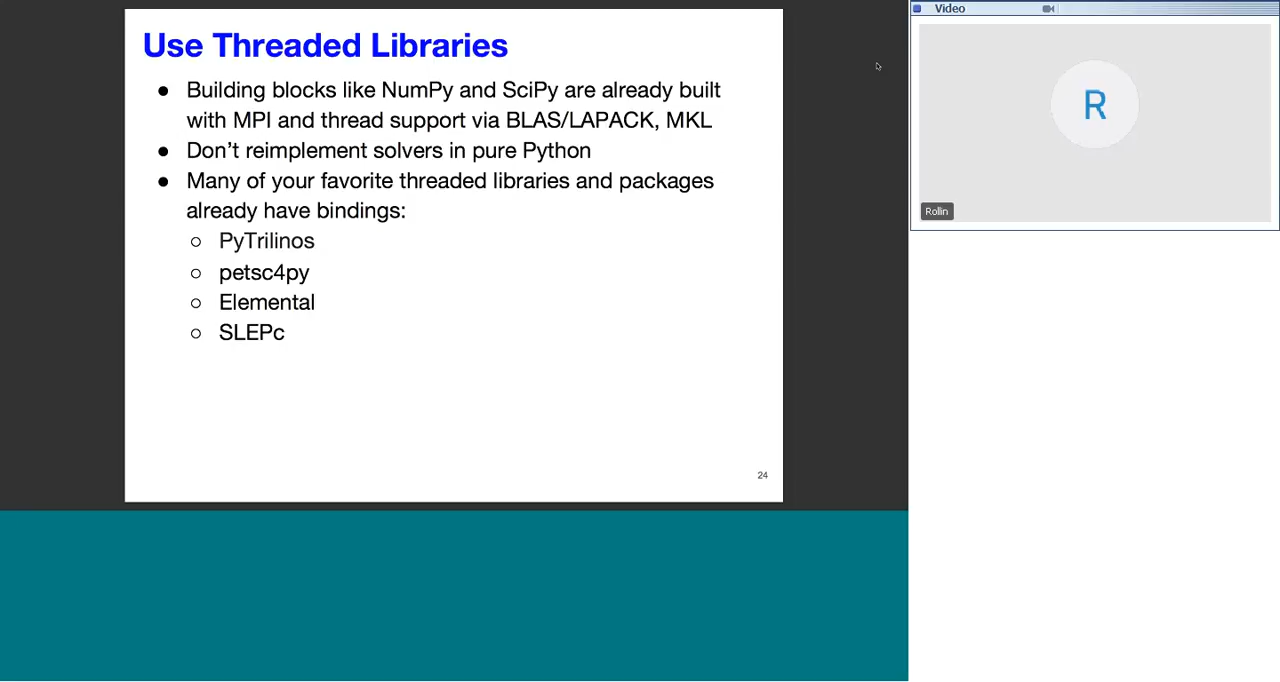 Use Threaded Libraries
● Building blocks like NumPy and SciPy are already built
with MPI and thread support via BLAS/LAPACK, MKL
● Don’t reimplement solvers in pure Python
● Many of your favorite threaded libraries and packages
already have bindings:
○ PyTrilinos
○ petsc4py
○ Elemental
○ SLEPc
24
Video
R
Rollin